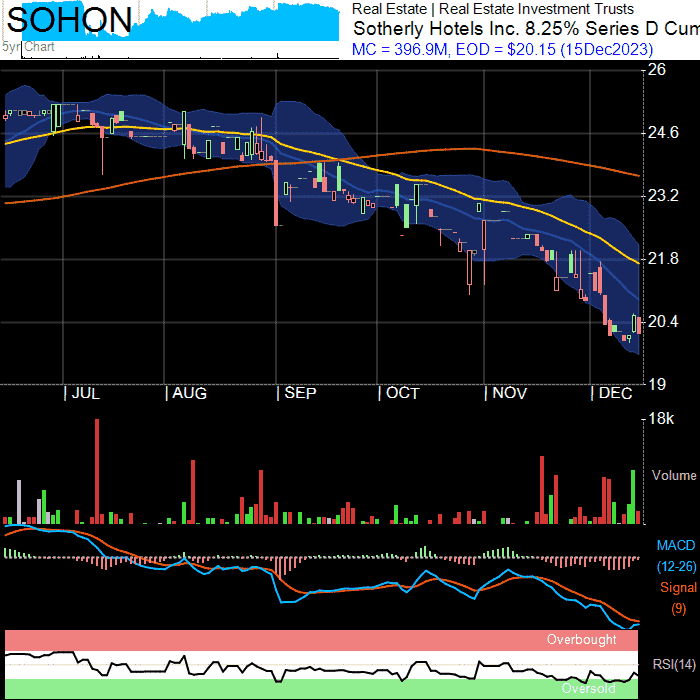 SOHON
5yr Chart
Real Estate | Real Estate Investment Trusts
Sotherly Hotels Inc. 8.25% Series D Cum
MC = 396.9M, EOD = $20.15 (15Dec2023)
26
24.6
23.2
21.8
20.4
19
JUL AUG SEP OCT NOV DEC
18k
Volume
MACD
(12-26)
Signal
(9)
Overbought
RSI(14)
Oversold